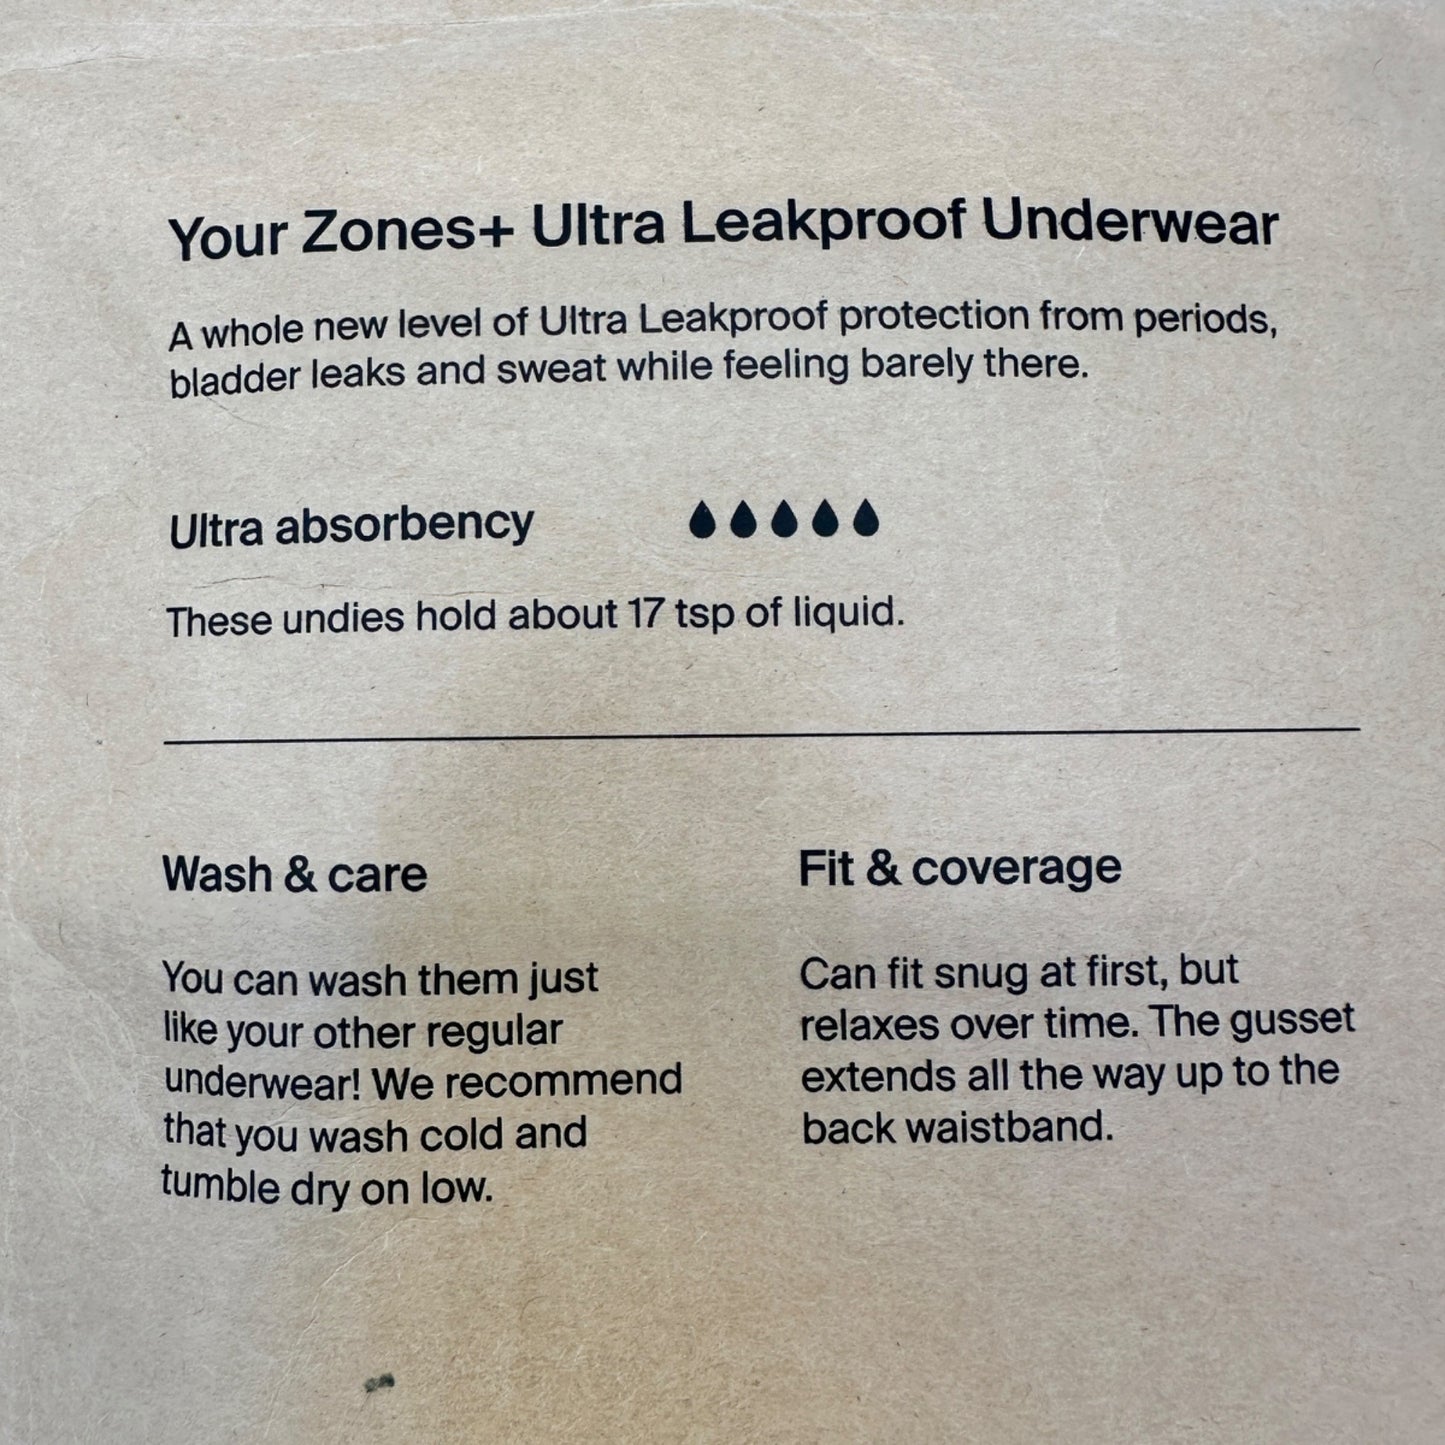 Your Zones+ Ultra Leakproof Underwear
A whole new level of Ultra Leakproof protection from periods,
bladder leaks and sweat while feeling barely there.
Ultra absorbency
These undies hold about 17 tsp of liquid.
Wash & care
You can wash them just
like your other regular
underwear! We recommend
that you wash cold and
tumble dry on low.
Fit & coverage
Can fit snug at first, but
relaxes over time. The gusset
extends all the way up to the
back waistband.